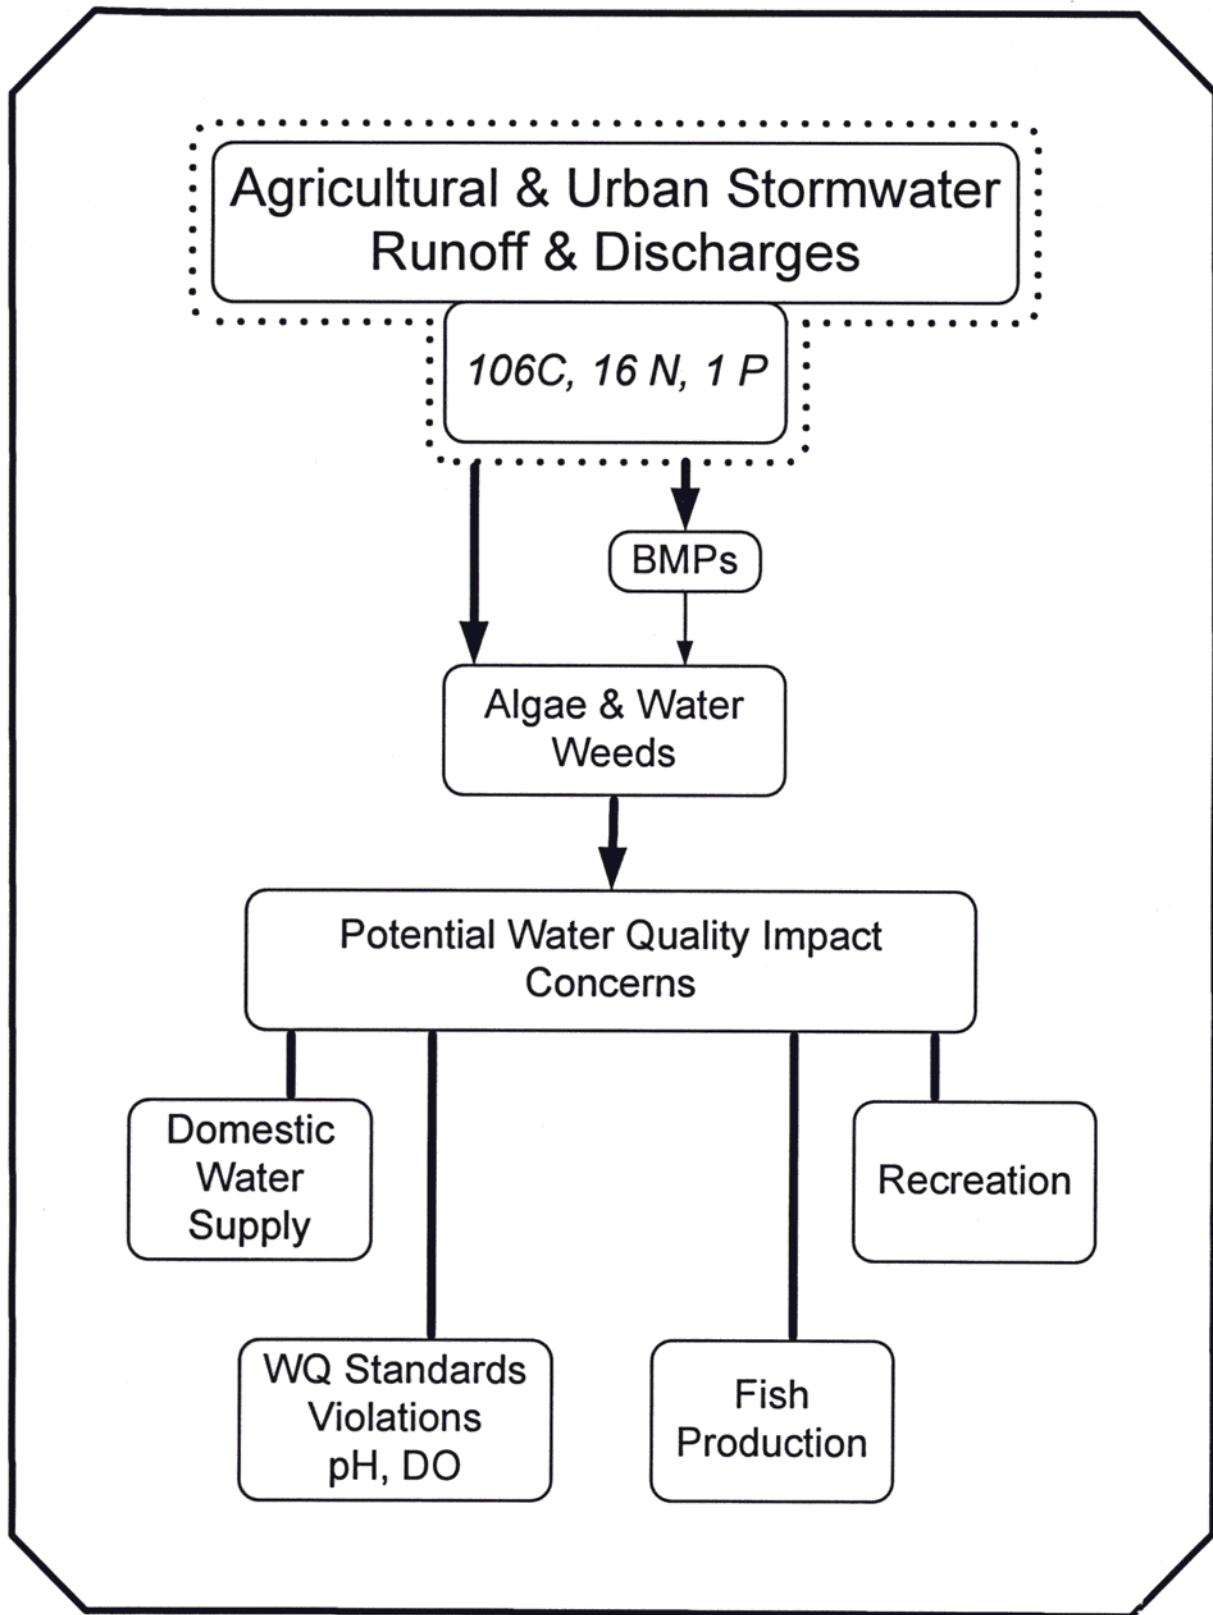 Agricultural & Urban Stormwater
Runoff & Discharges
106C, 16 N, 1 P
BMPs
Algae & Water
Weeds
Potential Water Quality Impact
Concerns
Domestic
Water
Supply
Recreation
WQ Standards
Violations
pH, DO
Fish
Production